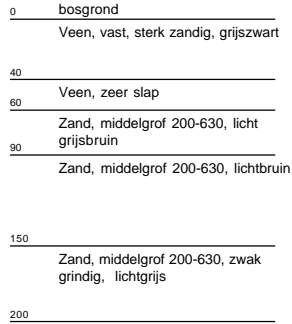 0 bosgrond
Veen, vast, sterk zandig, grijszwart
40
Veen, zeer slap
60
Zand, middelgrof 200-630, licht
grijsbruin
90
Zand, middelgrof 200-630, lichtbruin
150
Zand, middelgrof 200-630, zwak
grindig, lichtgrijs
200